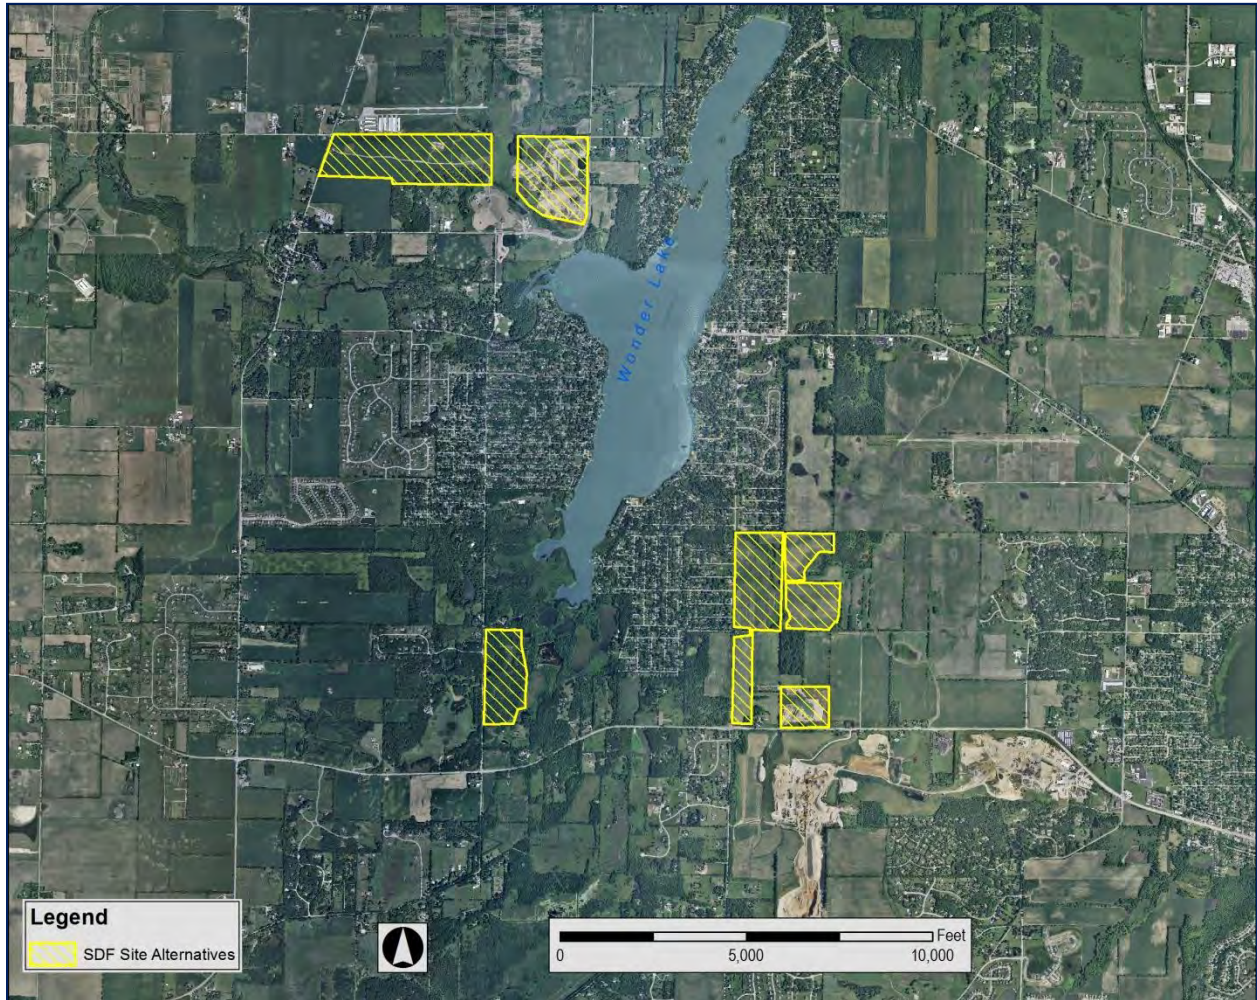 Wonder Lake
Legend
SDF Site Alternatives
Feet
0
5,000
10,000